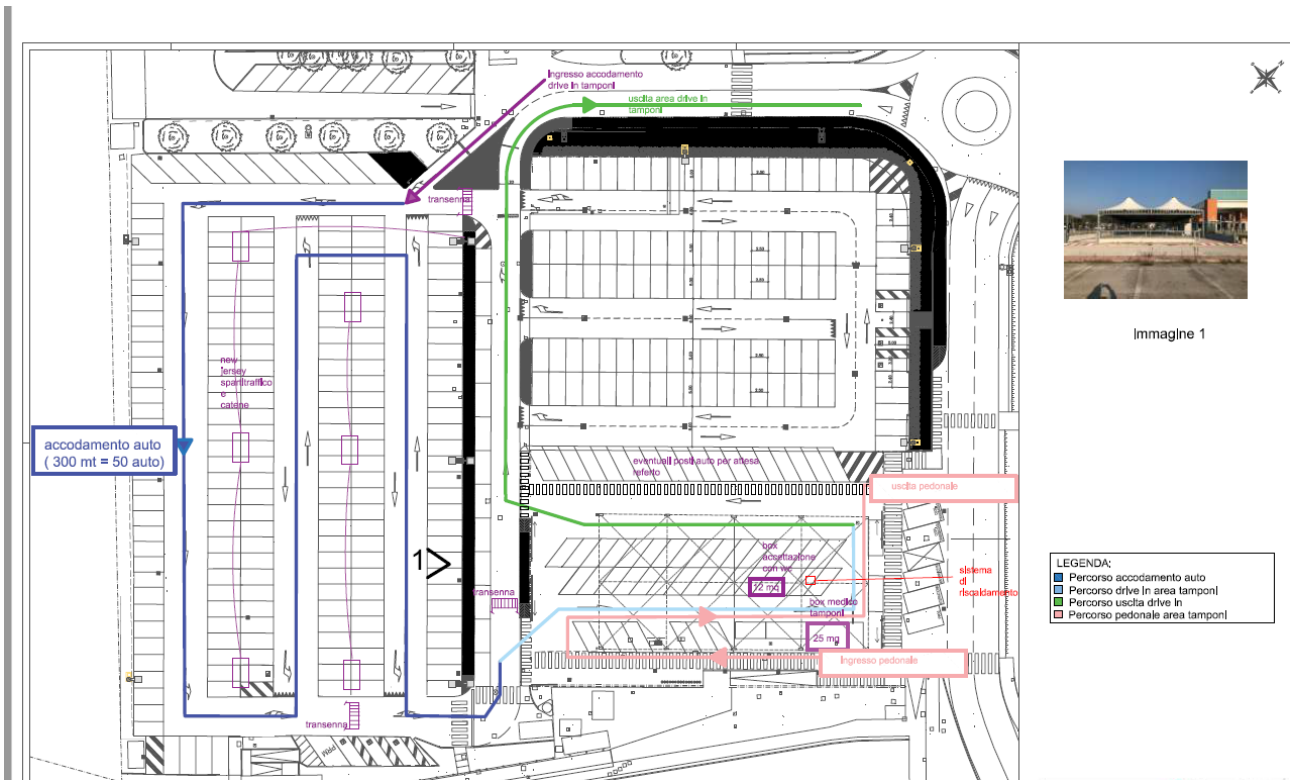 Ingresso accodamento
drive in tamponi
uscita area drive in
tamponi
transenna
new
jersey
spartitraffico
e
catene
accodamento auto
( 300 mt = 50 auto)
eventuali posti auto per attesa
referto
uscita pedonale
1
box
accettazione
con wc
12 mq
sistema
di
riscaldamento
transenna
box medico
tamponi
25 mq
Ingresso pedonale
transenna
Immagine 1
LEGENDA:
Percorso accodamento auto
Percorso drive in area tamponi
Percorso uscita drive in
Percorso pedonale area tamponi